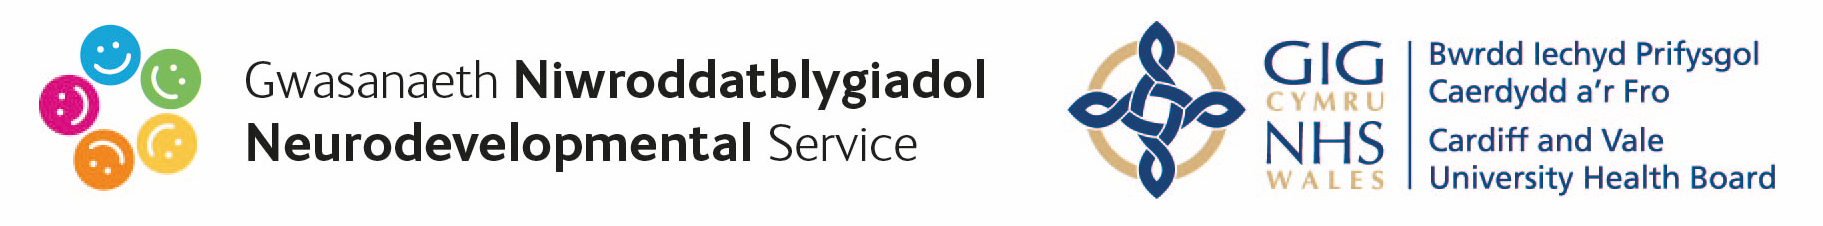 Gwasanaeth Niwroddatblygiadol
Neurodevelopmental Service
GIG
CYMRU
NHS
WALES
Bwrdd Iechyd Prifysgol
Caerdydd a'r Fro
Cardiff and Vale
University Health Board